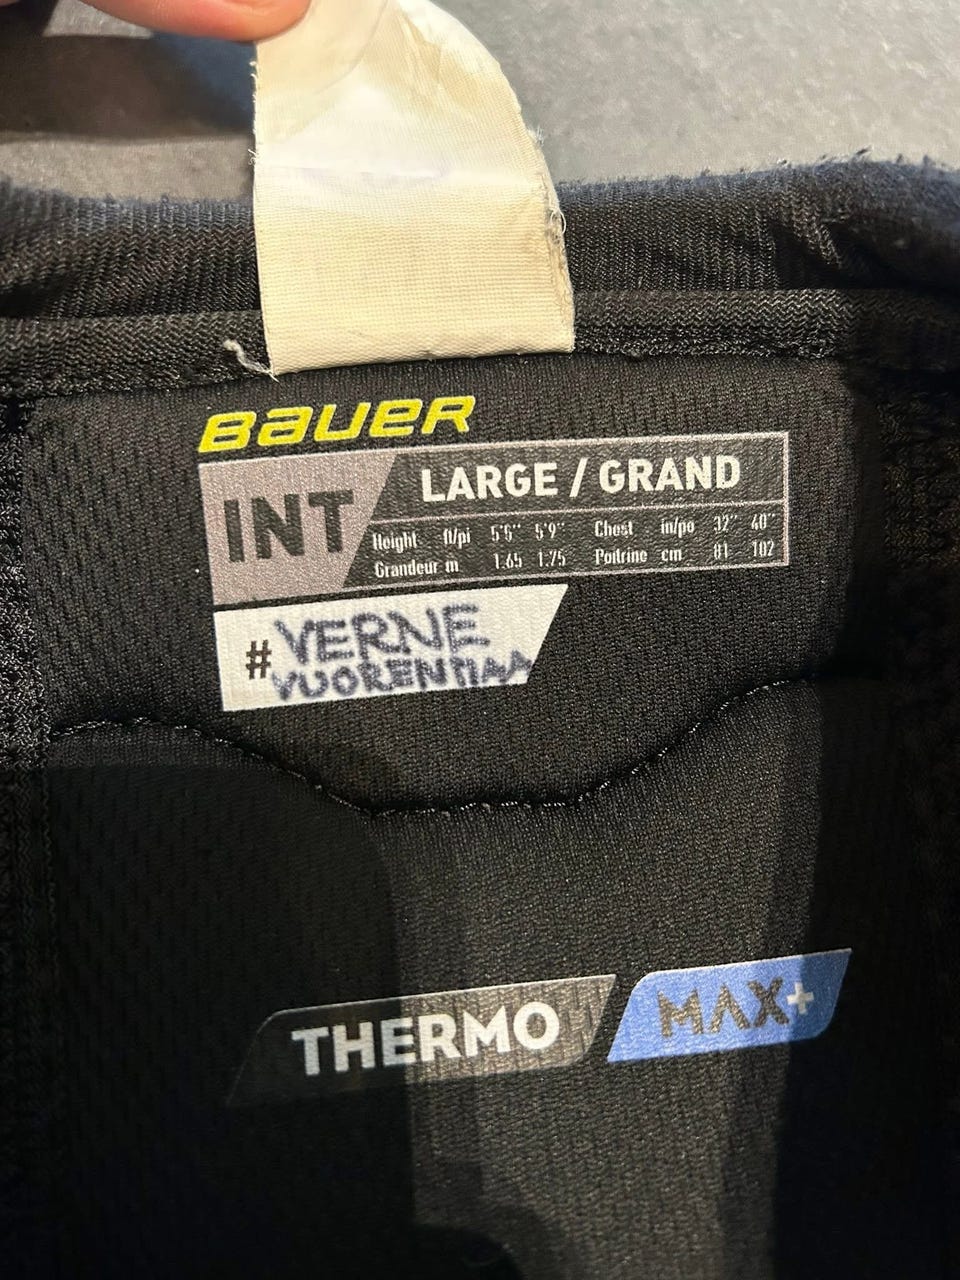 BAUER
INT
LARGE / GRAND
Height ft/pi 5'5" 5'9" Chest in/po 32" 40"
Grandeur m 1.65 1.75 Poitrine cm 81 102
# VERNE
VUORENMAA
THERMO MAX+